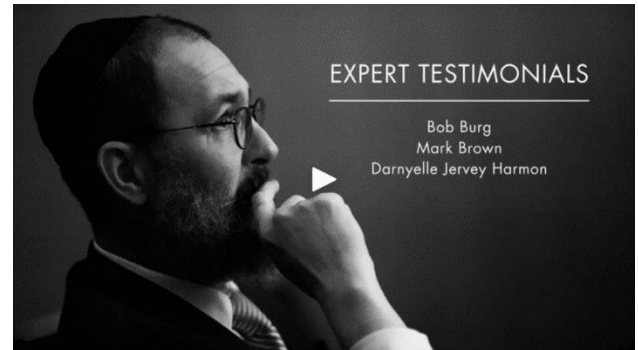 EXPERT TESTIMONIALS
Bob Burg
Mark Brown
Darnyelle Jervey Harmon